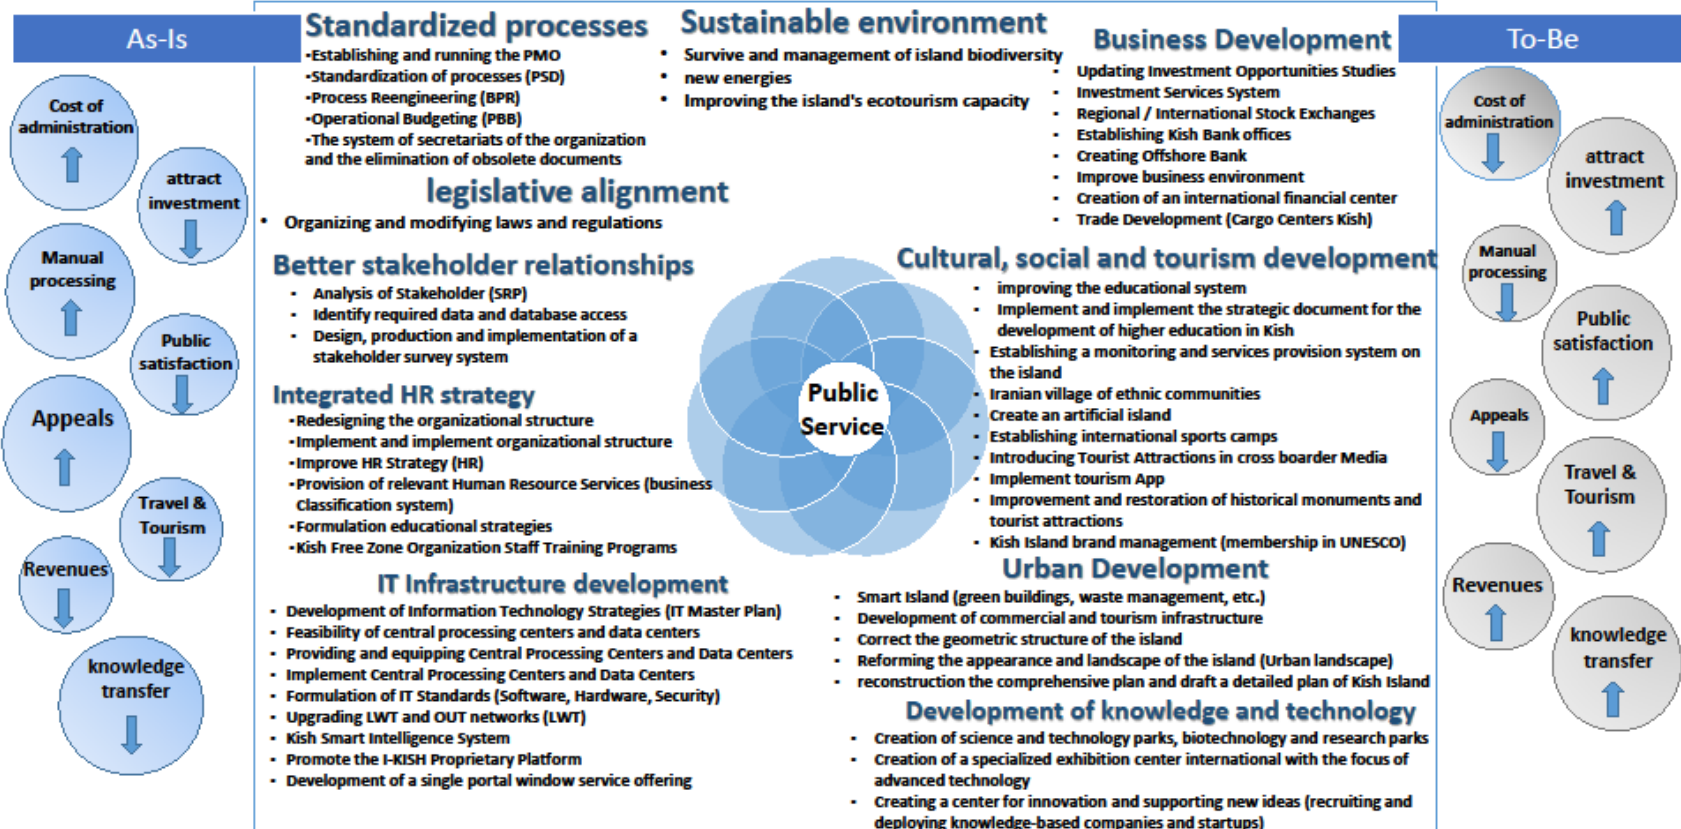 As-Is
Cost of
administration
attract
investment
Manual
processing
Public
satisfaction
Appeals
Travel &
Tourism
Revenues
knowledge
transfer
Standardized processes
•Establishing and running the PMO
•Standardization of processes (PSD)
•Process Reengineering (BPR)
•Operational Budgeting (PBB)
•The system of secretariats of the organization
and the elimination of obsolete documents
Sustainable environment
• Survive and management of island biodiversity
• new energies
• Improving the island's ecotourism capacity
legislative alignment
• Organizing and modifying laws and regulations
Better stakeholder relationships
• Analysis of Stakeholder (SRP)
• Identify required data and database access
• Design, production and implementation of a
stakeholder survey system
Integrated HR strategy
•Redesigning the organizational structure
•Implement and implement organizational structure
•Improve HR Strategy (HR)
•Provision of relevant Human Resource Services (business
Classification system)
•Formulation educational strategies
•Kish Free Zone Organization Staff Training Programs
IT Infrastructure development
• Development of Information Technology Strategies (IT Master Plan)
• Feasibility of central processing centers and data centers
• Providing and equipping Central Processing Centers and Data Centers
• Implement Central Processing Centers and Data Centers
• Formulation of IT Standards (Software, Hardware, Security)
• Upgrading LWT and OUT networks (LWT)
• Kish Smart Intelligence System
• Promote the I-KISH Proprietary Platform
• Development of a single portal window service offering
Public
Service
Business Development
• Updating Investment Opportunities Studies
• Investment Services System
• Regional / International Stock Exchanges
• Establishing Kish Bank offices
• Creating Offshore Bank
• Improve business environment
• Creation of an international financial center
• Trade Development (Cargo Centers Kish)
Cultural, social and tourism development
• improving the educational system
• Implement and implement the strategic document for the
development of higher education in Kish
• Establishing a monitoring and services provision system on
the island
• Iranian village of ethnic communities
• Create an artificial island
• Establishing international sports camps
• Introducing Tourist Attractions in cross boarder Media
• Implement tourism App
• Improvement and restoration of historical monuments and
tourist attractions
• Kish Island brand management (membership in UNESCO)
Urban Development
• Smart Island (green buildings, waste management, etc.)
• Development of commercial and tourism infrastructure
• Correct the geometric structure of the island
• Reforming the appearance and landscape of the island (Urban landscape)
• reconstruction the comprehensive plan and draft a detailed plan of Kish Island
Development of knowledge and technology
• Creation of science and technology parks, biotechnology and research parks
• Creation of a specialized exhibition center international with the focus of
advanced technology
• Creating a center for innovation and supporting new ideas (recruiting and
deploying knowledge-based companies and startups)
To-Be
Cost of
administration
attract
investment
Manual
processing
Public
satisfaction
Appeals
Travel &
Tourism
Revenues
knowledge
transfer